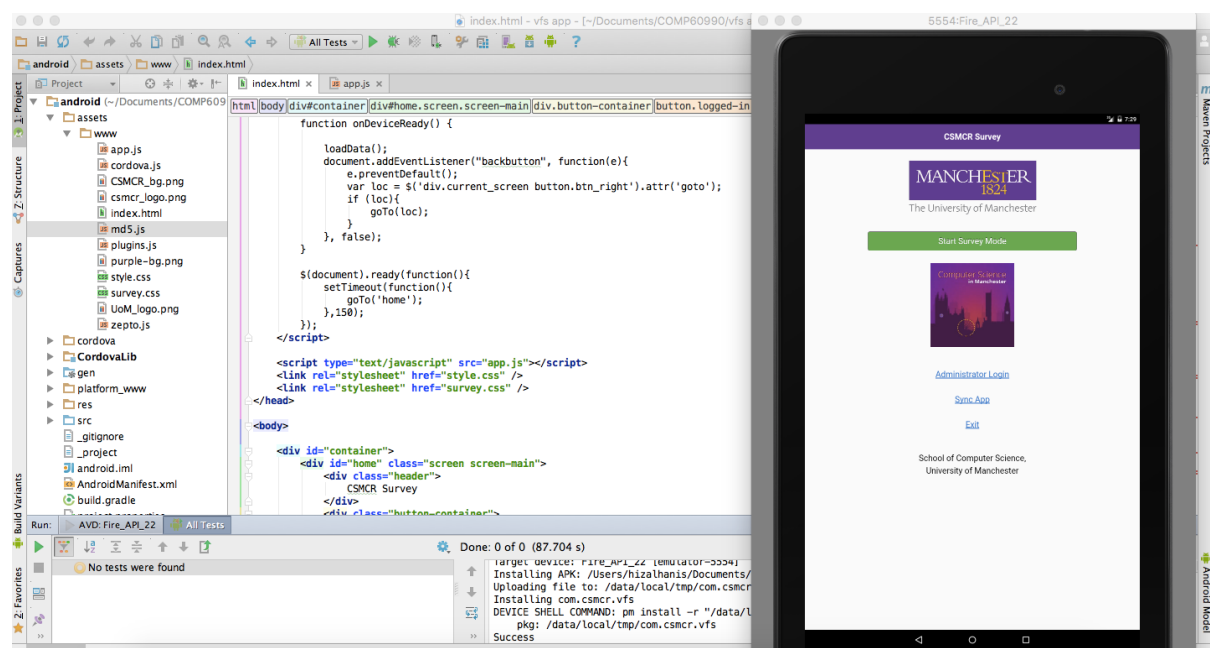 index.html - vfs app - [~/Documents/COMP60990/vfs a
5554:Fire_API_22
All Tests
android
assets
www
index.html
Project
index.html
app.js
1: Project
Z: Structure
Captures
Build Variants
2: Favorites
android (~/Documents/COMP609
assets
www
app.js
cordova.js
CSMCR_bg.png
csmcr_logo.png
index.html
md5.js
plugins.js
purple-bg.png
style.css
survey.css
UoM_logo.png
zepto.js
cordova
CordovaLib
gen
platform_www
res
src
_gitignore
_project
android.iml
AndroidManifest.xml
build.gradle
project.properties
html body div#container div#home.screen.screen-main div.button-container button.logged-in
function onDeviceReady() {
loadData();
document.addEventListener("backbutton", function(e){
e.preventDefault();
var loc = $('div.current_screen button.btn_right').attr('goto');
if (loc){
goTo(loc);
}
}, false);
}
$(document).ready(function(){
setTimeout(function(){
goTo('home');
},150);
});
</script>
<script type="text/javascript" src="app.js"></script>
<link rel="stylesheet" href="style.css" />
<link rel="stylesheet" href="survey.css" />
</head>
<body>
<div id="container">
<div id="home" class="screen screen-main">
<div class="header">
CSMCR Survey
</div>
<div class="button-container">
Run:
AVD: Fire_API_22
All Tests
Done: 0 of 0 (87.704 s)
No tests were found
Target device: Fire_API_22 [emulator-5554]
Installing APK: /Users/hizalhanis/Documents/
Uploading file to: /data/local/tmp/com.csmcr
Installing com.csmcr.vfs
DEVICE SHELL COMMAND: pm install -r "/data/l
pkg: /data/local/tmp/com.csmcr.vfs
Success
7:29
CSMCR Survey
MANCHESTER
1824
The University of Manchester
Start Survey Mode
Computer Science
in Manchester
Administrator Login
Sync App
Exit
School of Computer Science,
University of Manchester
Maven Projects
Android Model